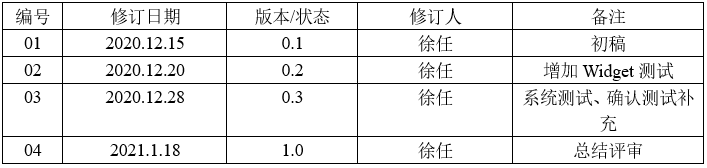 编号 修订日期 版本/状态 修订人 备注
01 2020.12.15 0.1 徐任 初稿
02 2020.12.20 0.2 徐任 增加 Widget 测试
03 2020.12.28 0.3 徐任 系统测试、确认测试补
充
04 2021.1.18 1.0 徐任 总结评审